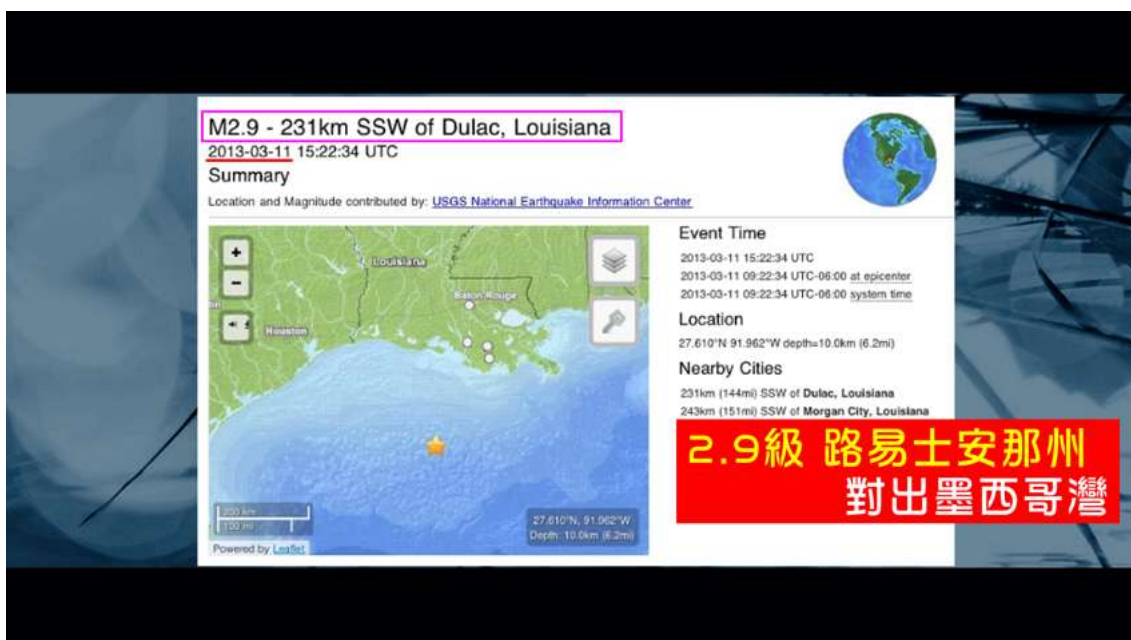 M2.9 - 231km SSW of Dulac, Louisiana
2013-03-11 15:22:34 UTC
Summary
Location and Magnitude contributed by: USGS National Earthquake Information Center
Louisiana
Baton Rouge
Houston
200 km
100 mi
27.610°N, 91.962°W
Depth: 10.0km (6.2mi)
Powered by Leaflet
Event Time
2013-03-11 15:22:34 UTC
2013-03-11 09:22:34 UTC-06:00 at epicenter
2013-03-11 09:22:34 UTC-06:00 system time
Location
27.610°N 91.962°W depth=10.0km (6.2mi)
Nearby Cities
231km (144mi) SSW of Dulac, Louisiana
243km (151mi) SSW of Morgan City, Louisiana
2.9級 路易士安那州
對出墨西哥灣